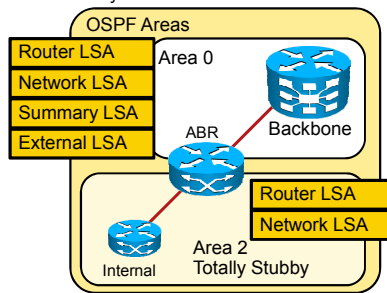 OSPF Areas
Router LSA
Network LSA
Summary LSA
External LSA
Area 0
Backbone
ABR
Router LSA
Network LSA
Internal
Area 2
Totally Stubby